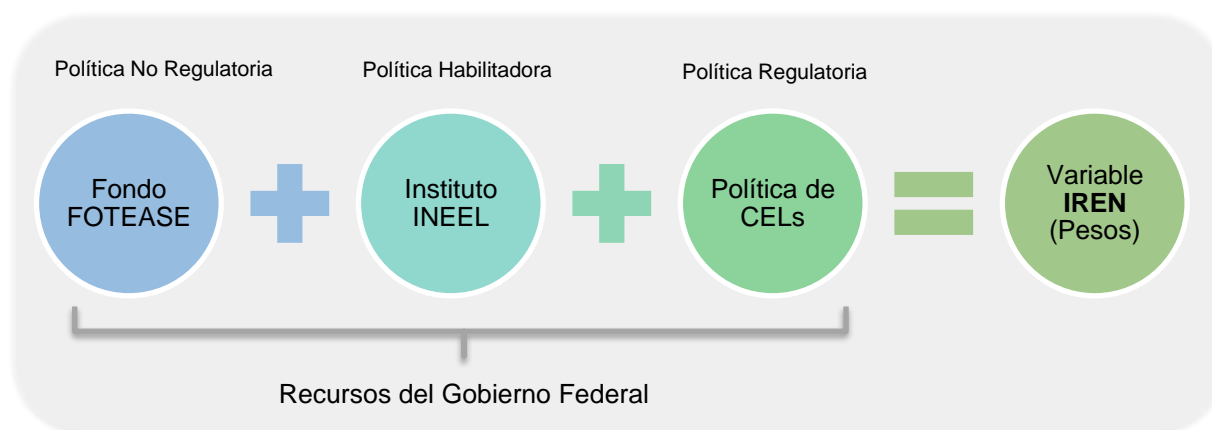 Política No Regulatoria
Política Habilitadora
Política Regulatoria
Fondo
FOTEASE
Instituto
INEEL
Política de
CELs
Variable
IREN
(Pesos)
Recursos del Gobierno Federal